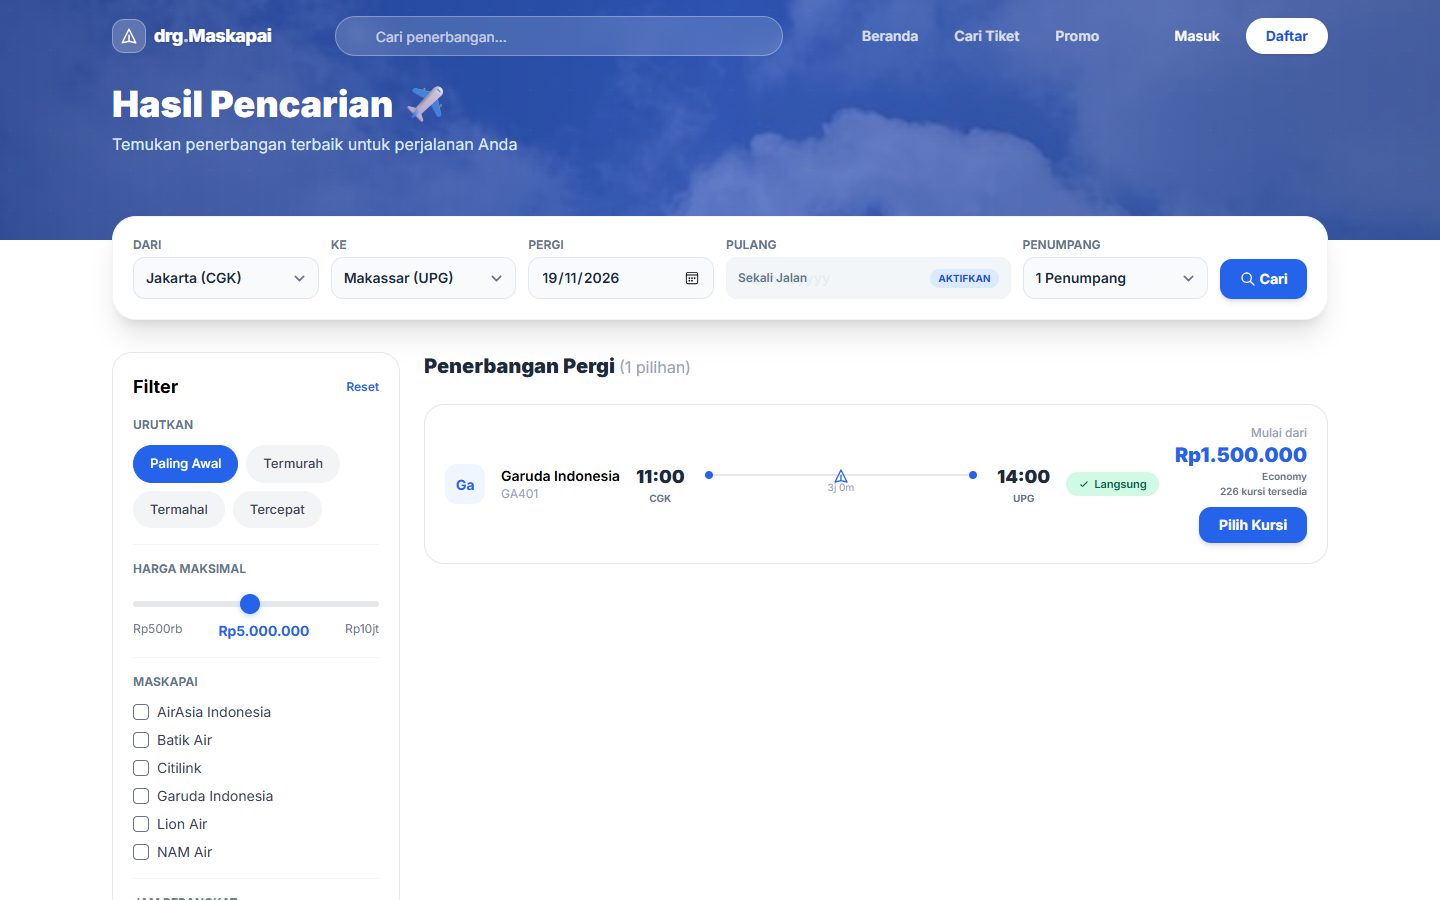 drg.Maskapai
Cari penerbangan...
Beranda
Cari Tiket
Promo
Masuk
Daftar
Hasil Pencarian
Temukan penerbangan terbaik untuk perjalanan Anda
DARI
Jakarta (CGK)
KE
Makassar (UPG)
PERGI
19/11/2026
PULANG
Sekali Jalan
AKTIFKAN
PENUMPANG
1 Penumpang
Cari
Filter
Reset
URUTKAN
Paling Awal
Termurah
Termahal
Tercepat
HARGA MAKSIMAL
Rp500rb
Rp5.000.000
Rp10jt
MASKAPAI
AirAsia Indonesia
Batik Air
Citilink
Garuda Indonesia
Lion Air
NAM Air
Penerbangan Pergi (1 pilihan)
Ga
Garuda Indonesia
GA401
11:00
CGK
3j 0m
14:00
UPG
Langsung
Mulai dari
Rp1.500.000
Economy
226 kursi tersedia
Pilih Kursi